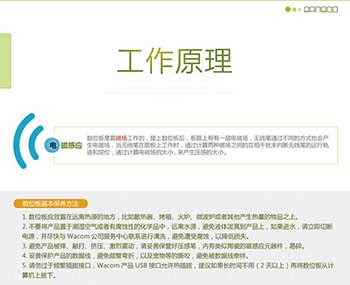 工作原理
电 磁感应
数位板是靠磁场工作的，接上数位板后，板面上有有一层电磁场，无线笔通过不同的方式也会产
生电磁场，当无线笔在面板上工作时，通过计算两种磁场之间的互相干扰来判断无线笔的运行轨
迹和定位，通过计算电磁场的大小，来产生压感的大小。
数位板基本保养方法
1. 数位板应放置在远离热源的地方，比如散热器、烤箱、火炉、微波炉或者其他产生热量的物品之上。
2. 不要将产品置于潮湿空气或者有腐蚀性的化学品中，远离水源，避免液体泼溅到产品上，如果进水，请立即切断
电源，并尽快与 Wacom 公司服务中心联系进行清洗，避免遭受腐蚀，以降低损失。
3. 避免产品被摔、敲打、挤压、激烈震动，请妥善保管好压感笔，内有类似陶瓷的磁感应元器件，易碎。
4. 妥善保护产品的数据线，避免频繁弯折，以及宠物等的撕咬，避免被数据线牵绊。
5. 请勿过于频繁插拔接口，Wacom 产品 USB 接口允许热插拔，建议如果长时间不用（2 天以上）再将数位板从计算
机上拔下。